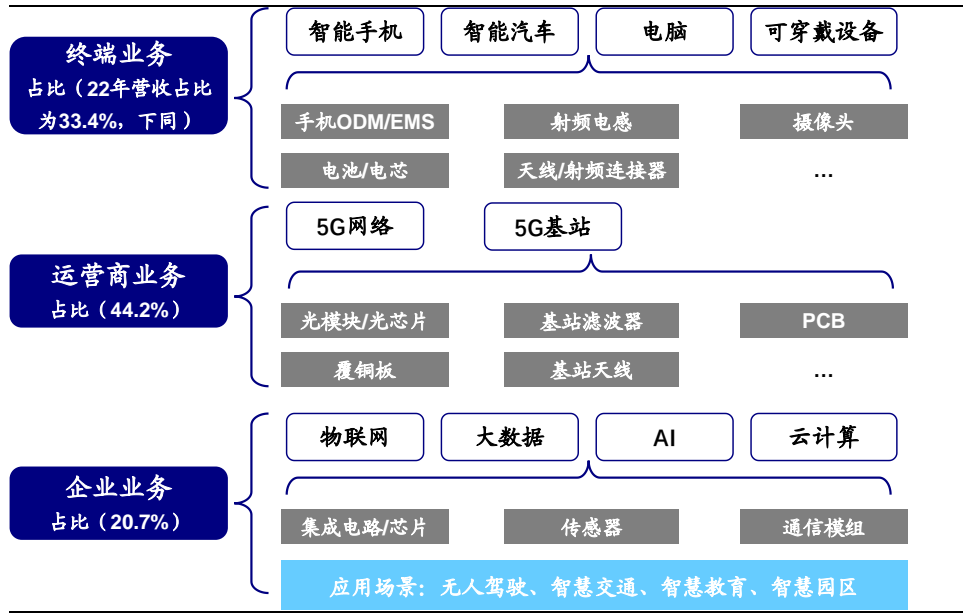 终端业务
占比（22年营收占比
为33.4%，下同）
智能手机 智能汽车 电脑 可穿戴设备
手机ODM/EMS 射频电感 摄像头
电池/电芯 天线/射频连接器 …
运营商业务
占比（44.2%）
5G网络 5G基站
光模块/光芯片 基站滤波器 PCB
覆铜板 基站天线 …
企业业务
占比（20.7%）
物联网 大数据 AI 云计算
集成电路/芯片 传感器 通信模组
应用场景：无人驾驶、智慧交通、智慧教育、智慧园区